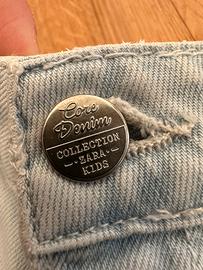 Core
Denim
COLLECTION
- ZARA -
KIDS